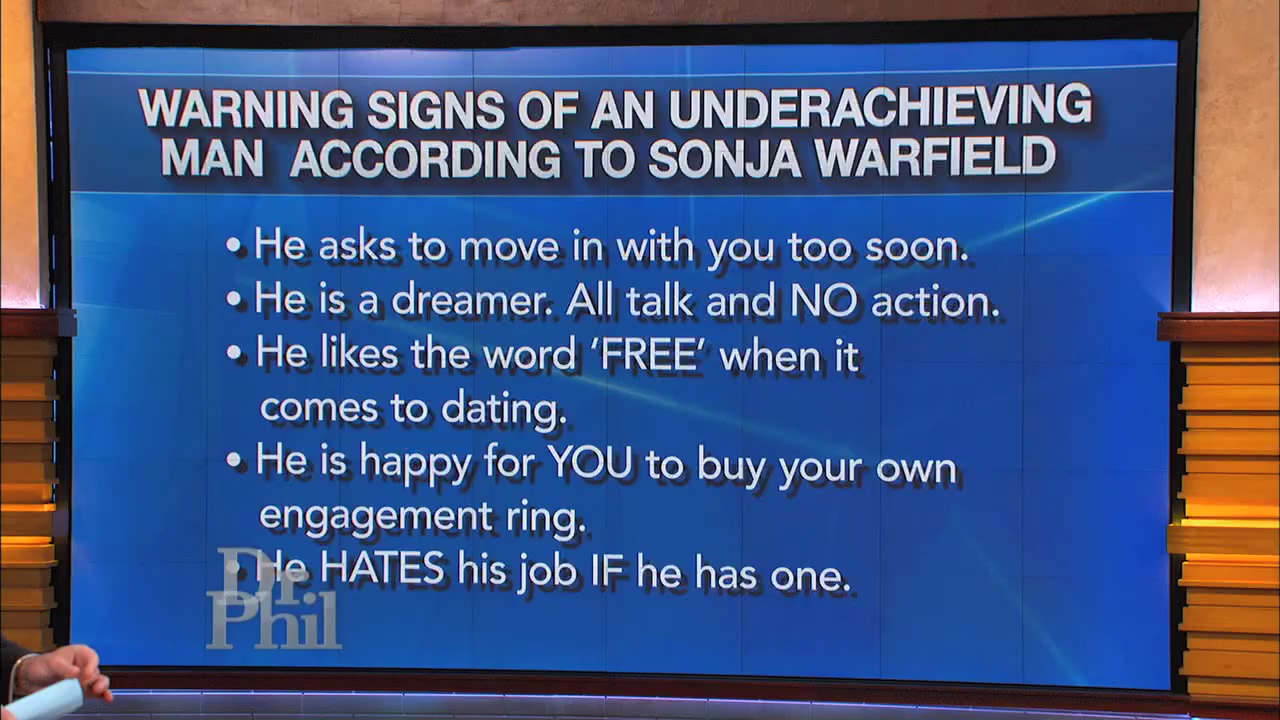 WARNING SIGNS OF AN UNDERACHIEVING
MAN ACCORDING TO SONJA WARFIELD
• He asks to move in with you too soon.
• He is a dreamer. All talk and NO action.
• He likes the word ‘FREE’ when it
comes to dating.
• He is happy for YOU to buy your own
engagement ring.
• He HATES his job IF he has one.
Dr.
Phil